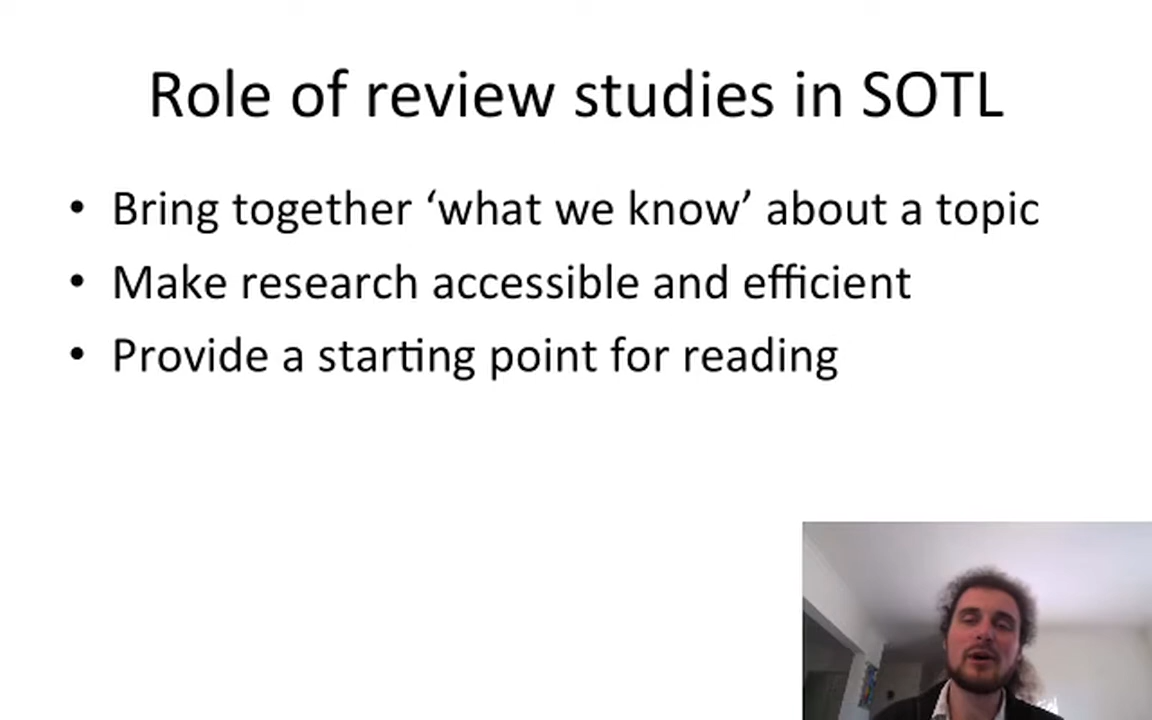 Role of review studies in SOTL
• Bring together ‘what we know’ about a topic
• Make research accessible and efficient
• Provide a starting point for reading